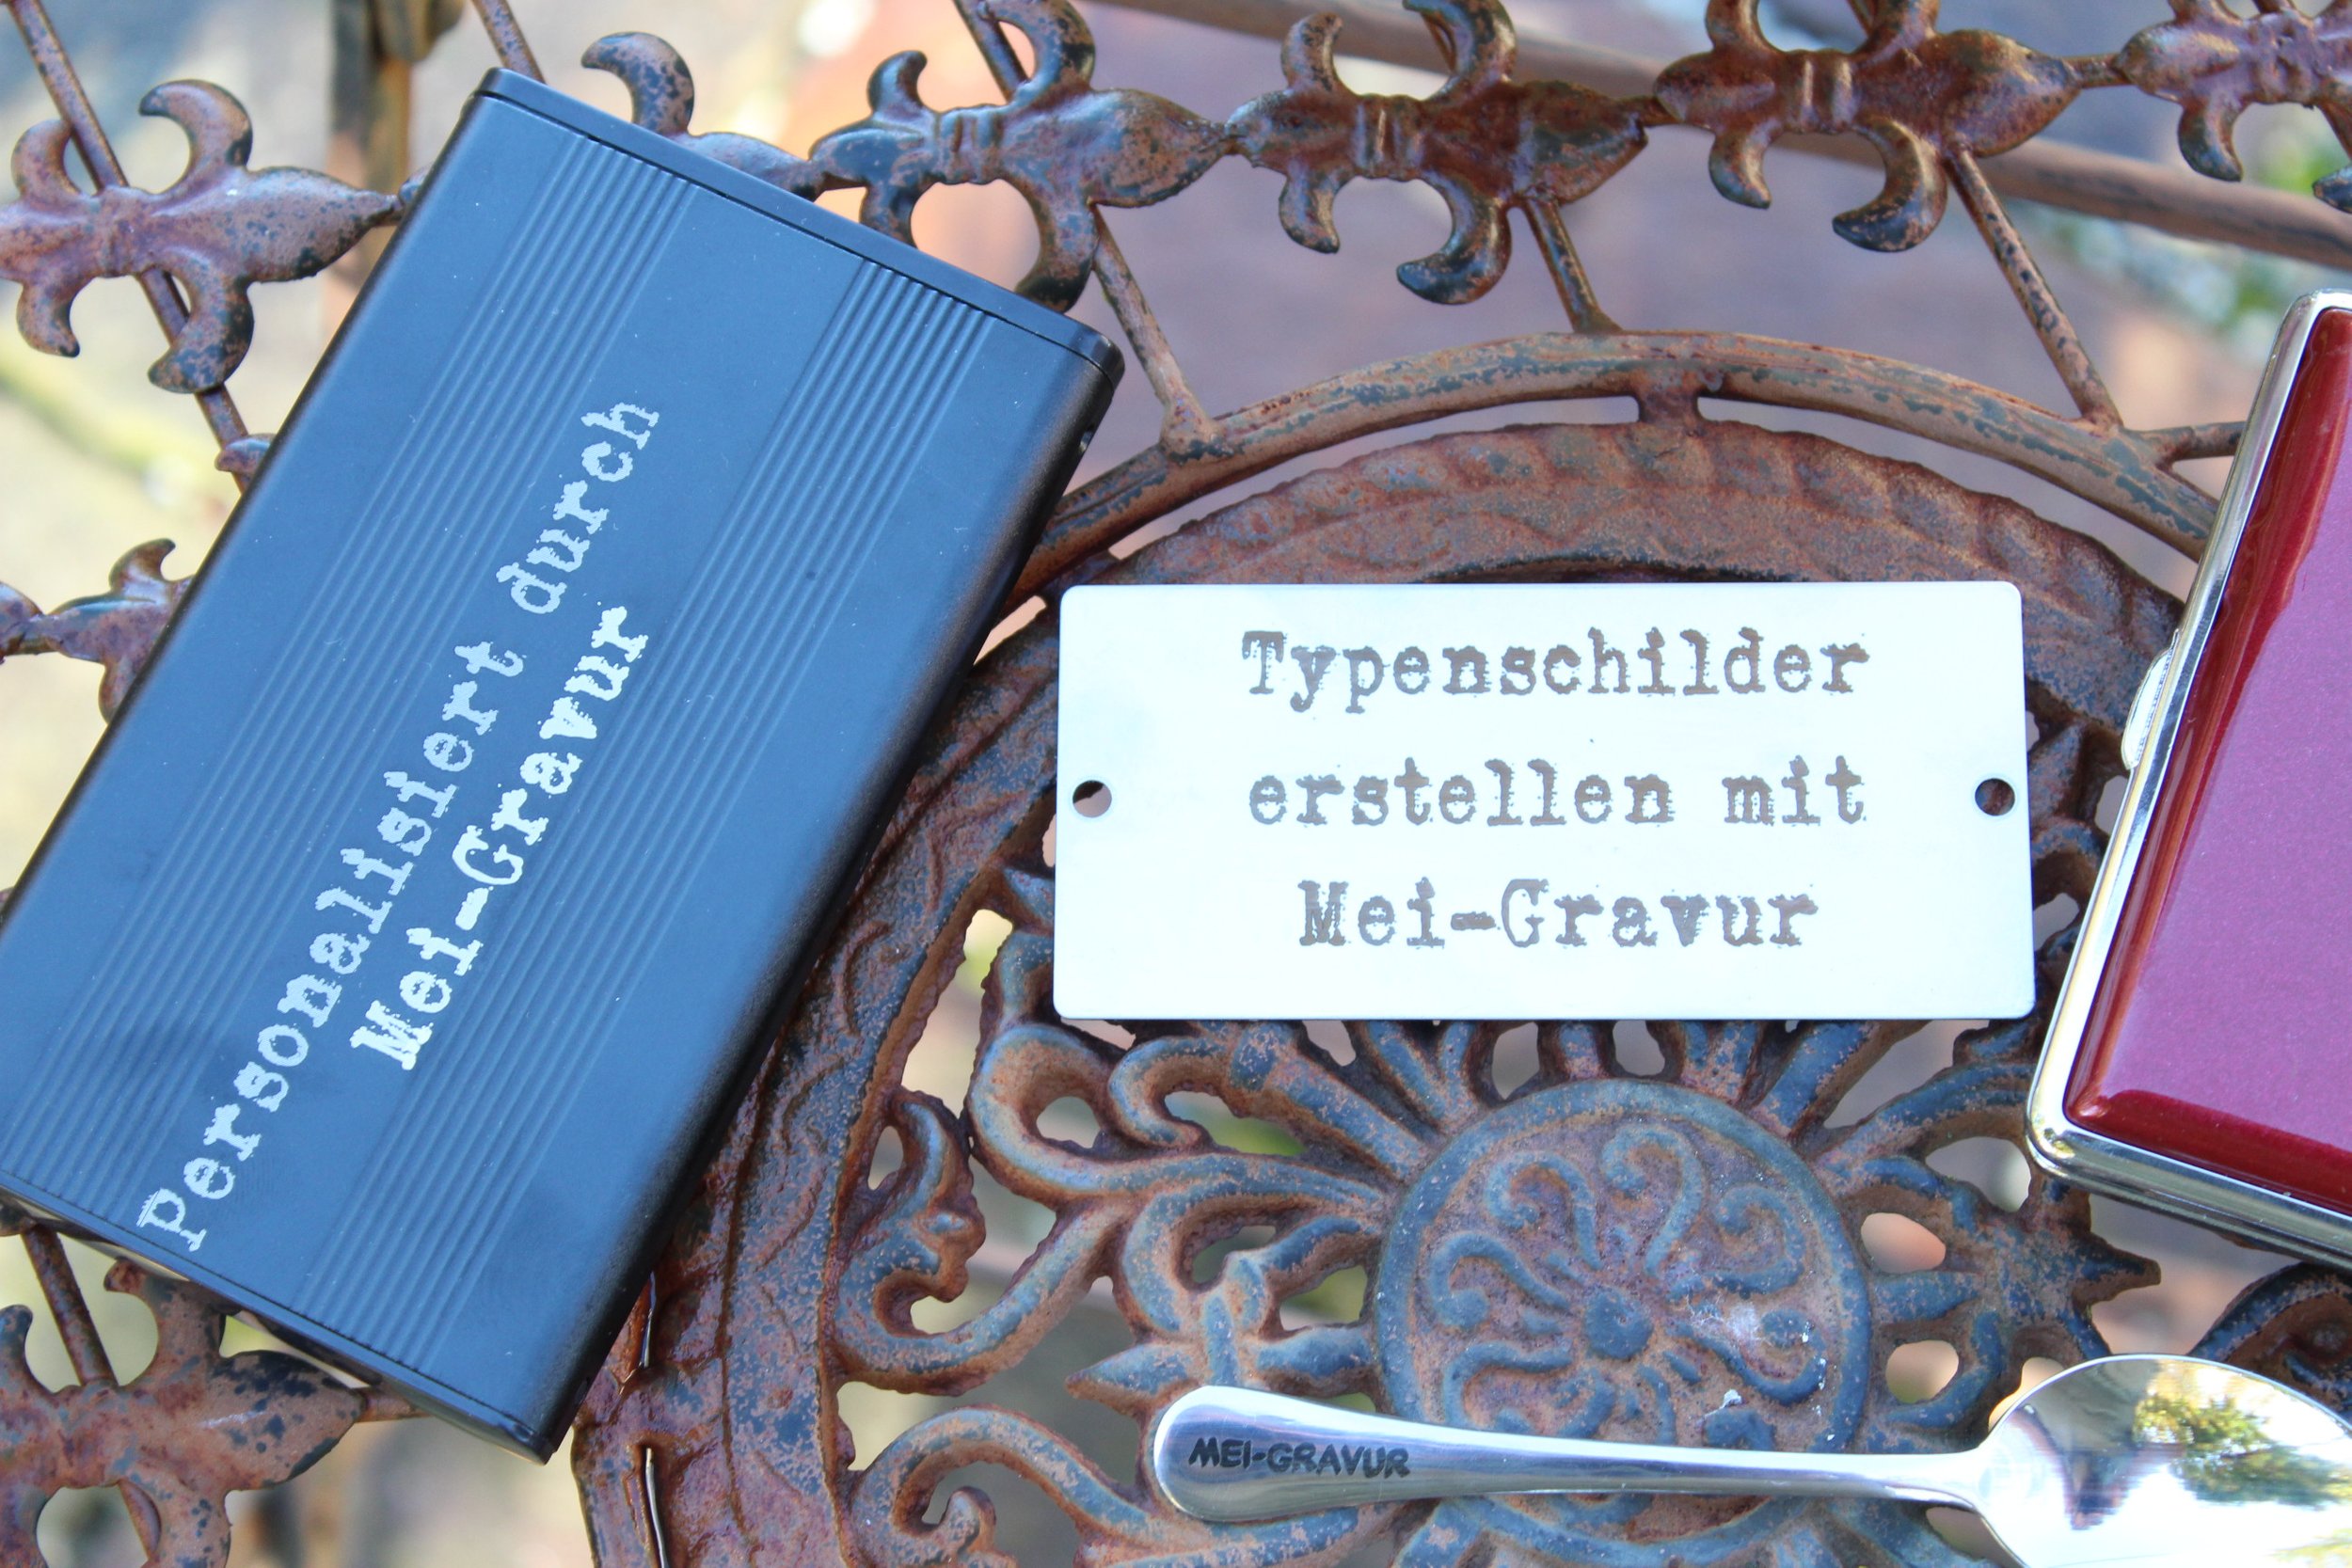 Personalisiert durch
Mei-Gravur
Typenschilder
erstellen mit
Mei-Gravur
MEI-GRAVUR